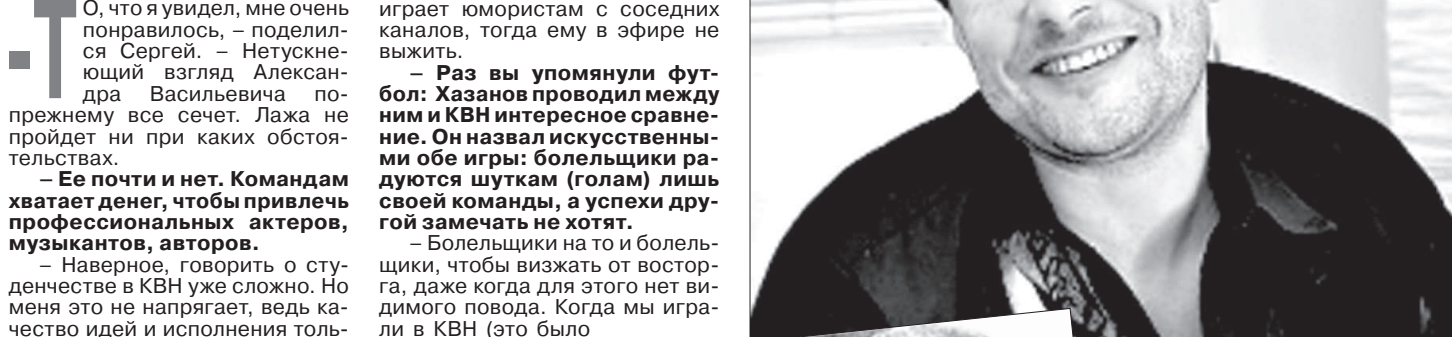 -ТО, что я увидел, мне очень
понравилось, – поделил-
ся Сергей. – Нетускне-
ющий взгляд Алексан-
дра Васильевича по-
прежнему все сечет. Лажа не
пройдет ни при каких обстоя-
тельствах.
– Ее почти и нет. Командам
хватает денег, чтобы привлечь
профессиональных актеров,
музыкантов, авторов.
– Наверное, говорить о сту-
денчестве в КВН уже сложно. Но
меня это не напрягает, ведь ка-
чество идей и исполнения толь-
играет юмористам с соседних
каналов, тогда ему в эфире не
выжить.
– Раз вы упомянули фут-
бол: Хазанов проводил между
ним и КВН интересное сравне-
ние. Он назвал искусственны-
ми обе игры: болельщики ра-
дуются шуткам (голам) лишь
своей команды, а успехи дру-
гой замечать не хотят.
– Болельщики на то и болель-
щики, чтобы визжать от востор-
га, даже когда для этого нет ви-
димого повода. Когда мы игра-
ли в КВН (это было